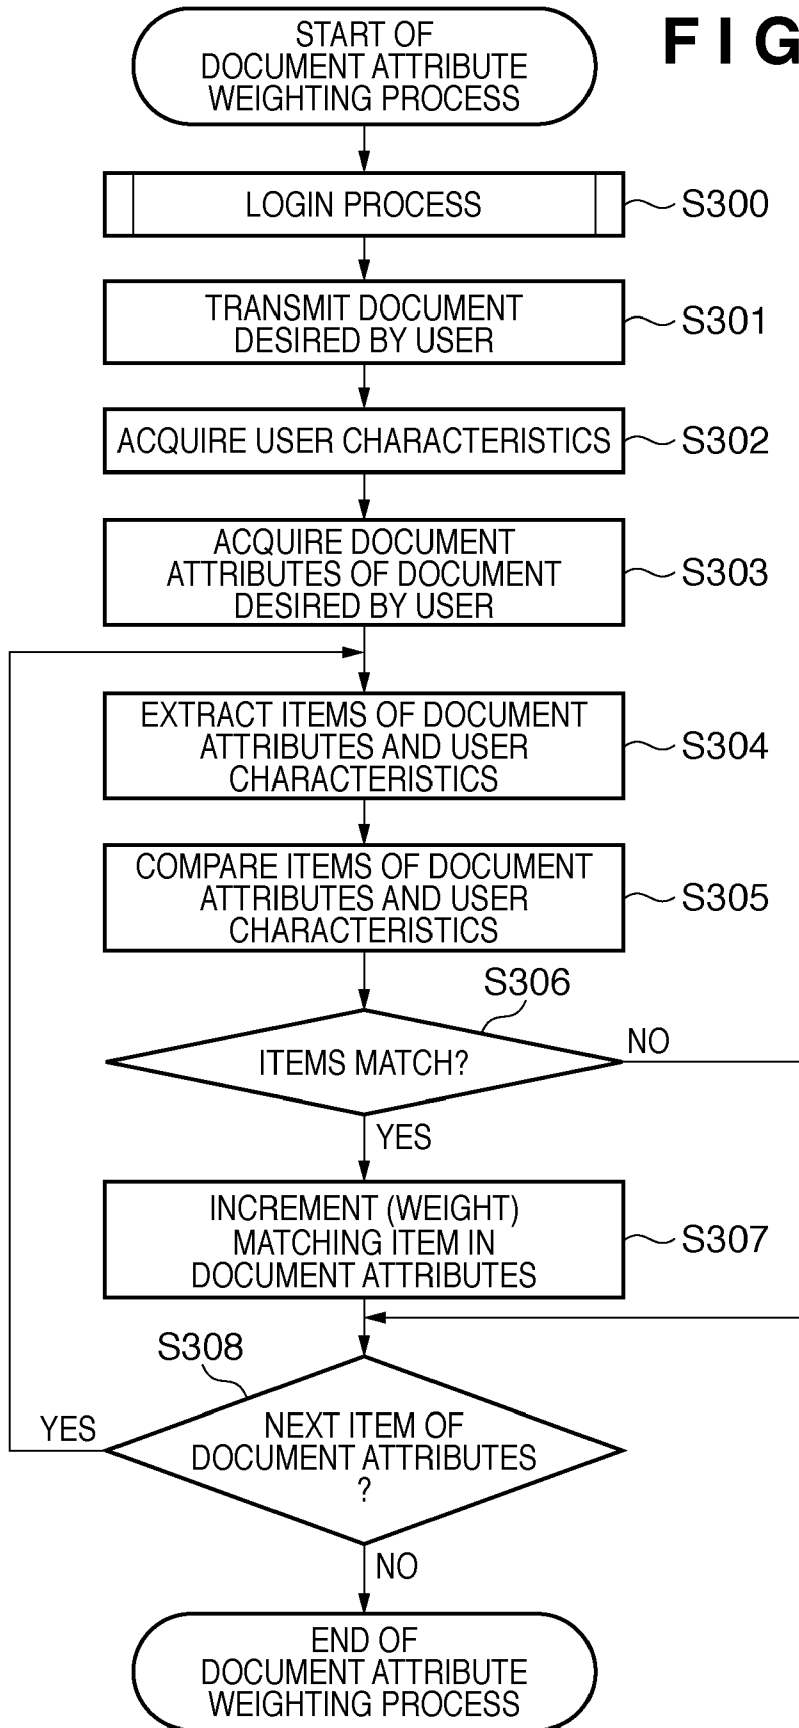 FIG
START OF
DOCUMENT ATTRIBUTE
WEIGHTING PROCESS
LOGIN PROCESS
S300
TRANSMIT DOCUMENT
DESIRED BY USER
S301
ACQUIRE USER CHARACTERISTICS
S302
ACQUIRE DOCUMENT
ATTRIBUTES OF DOCUMENT
DESIRED BY USER
S303
EXTRACT ITEMS OF DOCUMENT
ATTRIBUTES AND USER
CHARACTERISTICS
S304
COMPARE ITEMS OF DOCUMENT
ATTRIBUTES AND USER
CHARACTERISTICS
S305
S306
ITEMS MATCH?
NO
YES
INCREMENT (WEIGHT)
MATCHING ITEM IN
DOCUMENT ATTRIBUTES
S307
S308
YES
NEXT ITEM OF
DOCUMENT ATTRIBUTES
?
NO
END OF
DOCUMENT ATTRIBUTE
WEIGHTING PROCESS